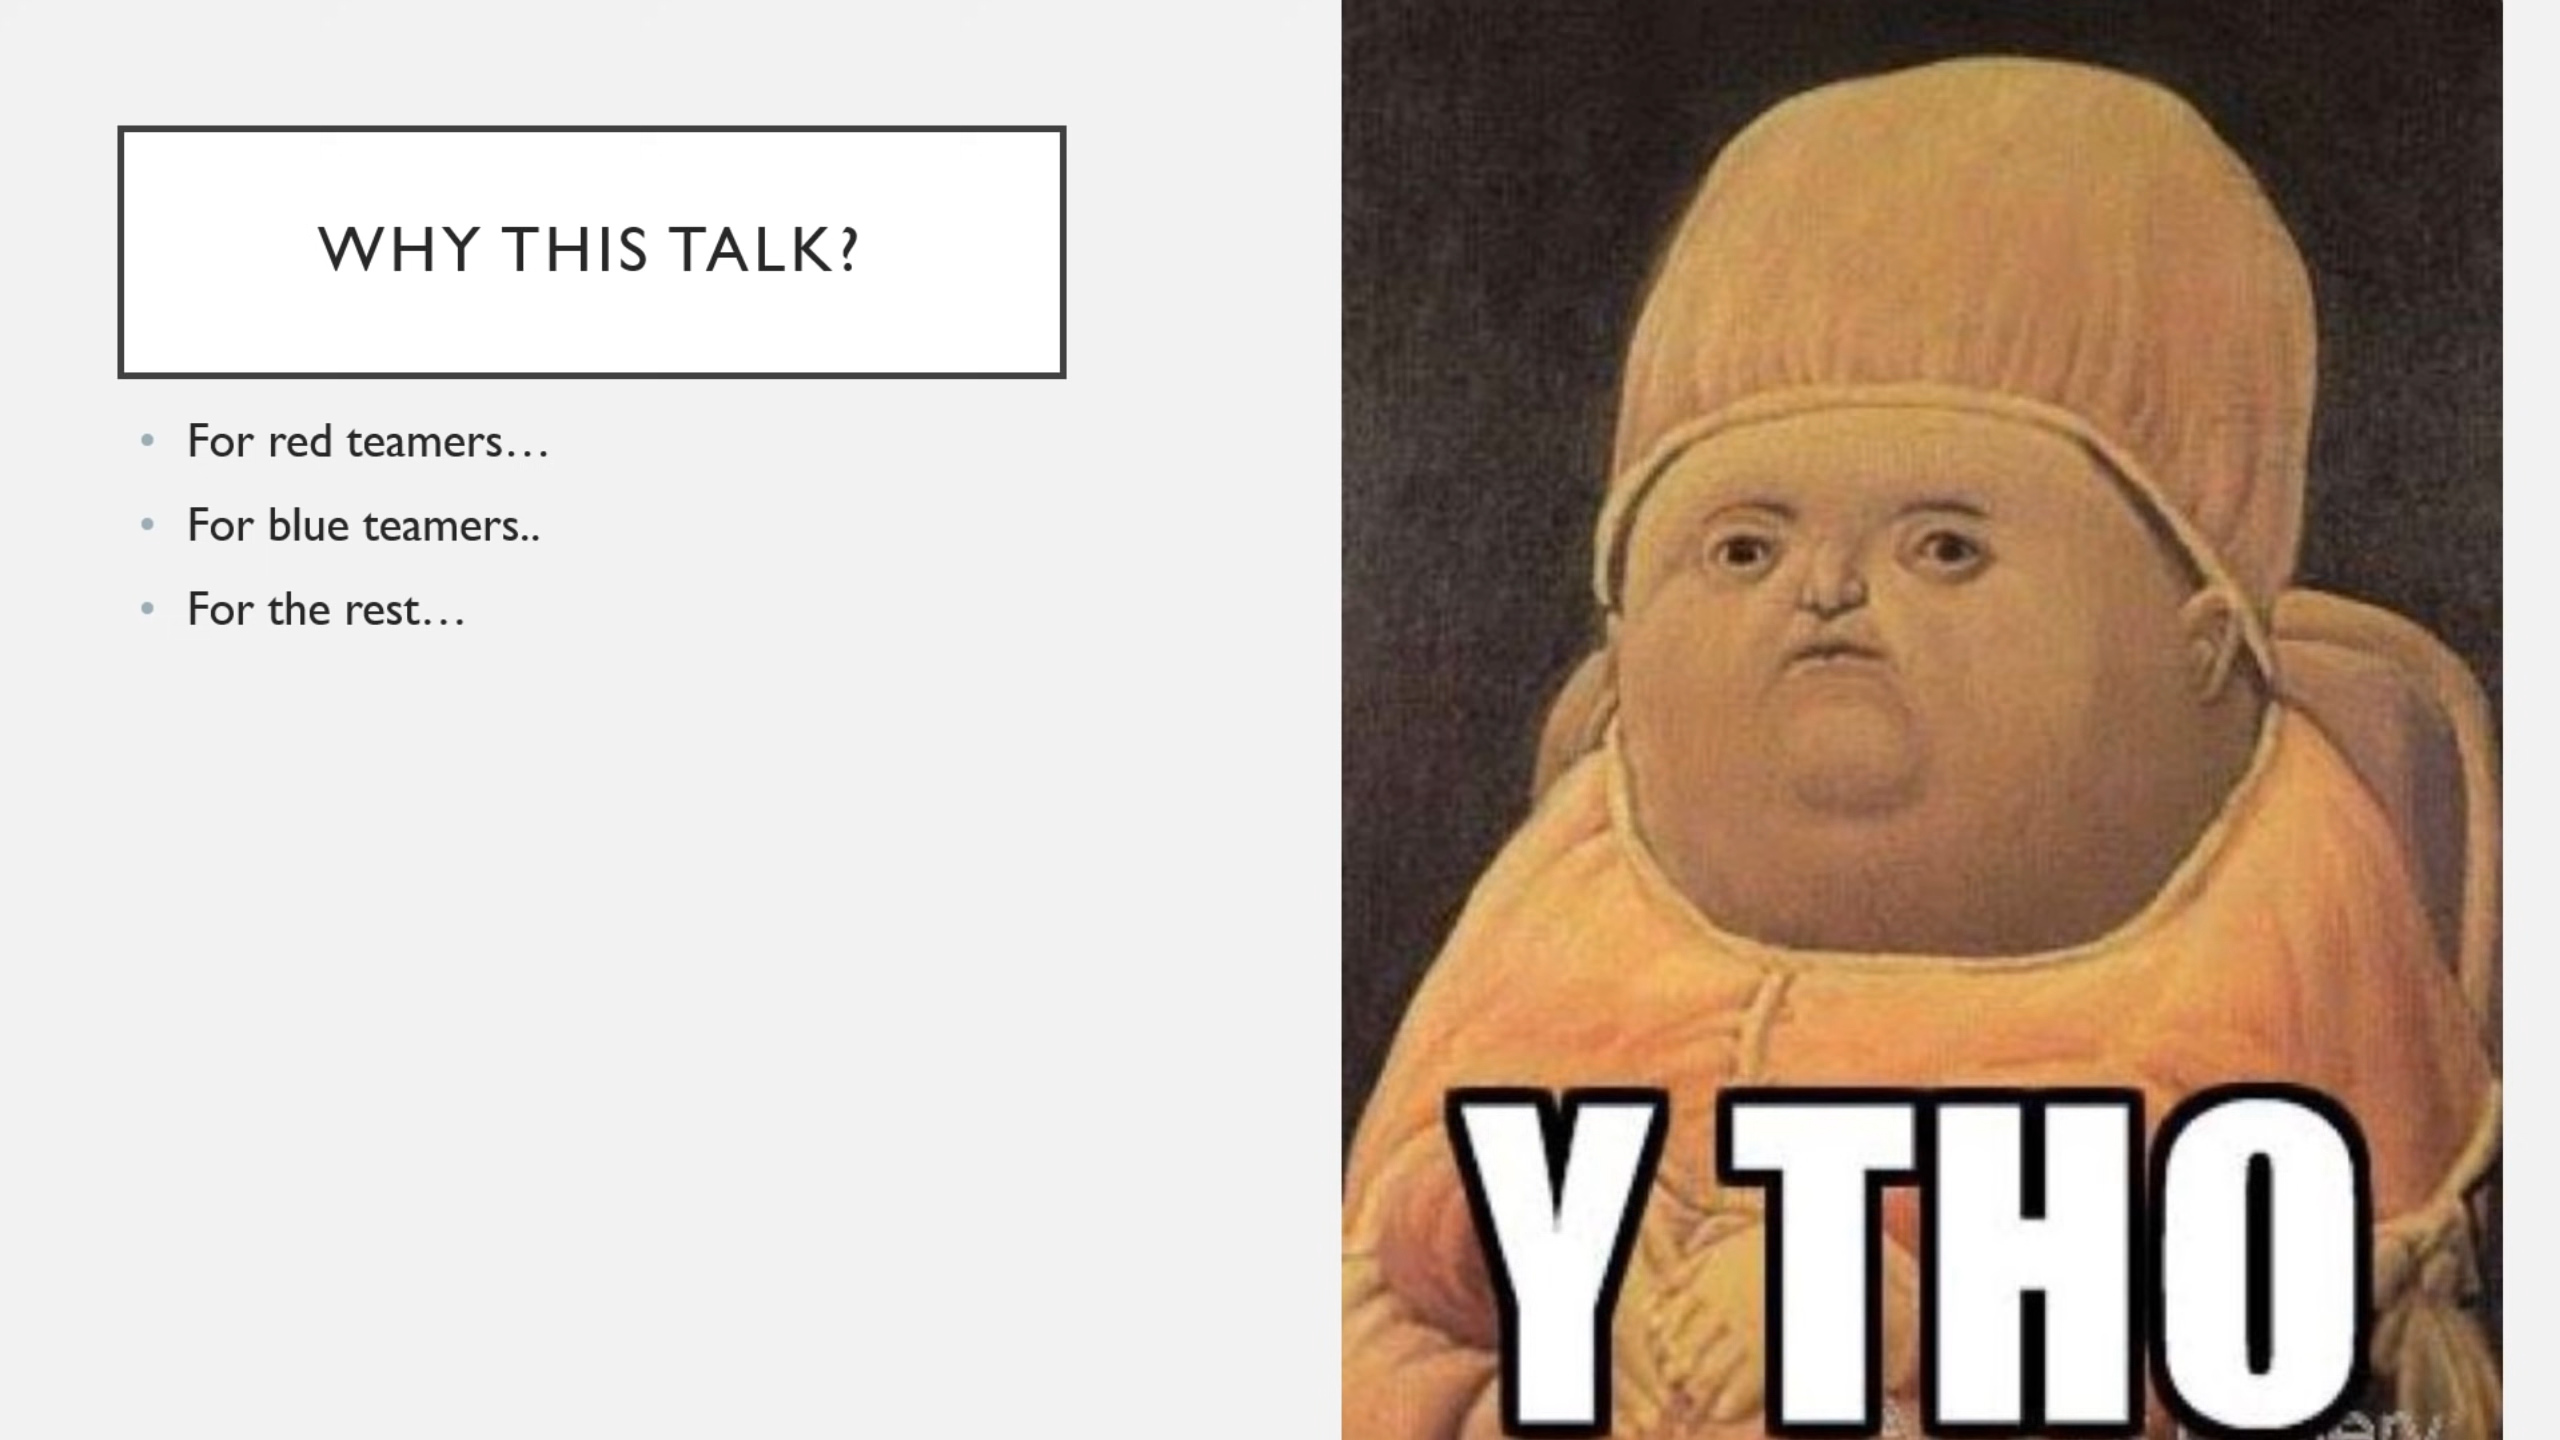 WHY THIS TALK?
For red teamers…
For blue teamers..
For the rest…
Y THO